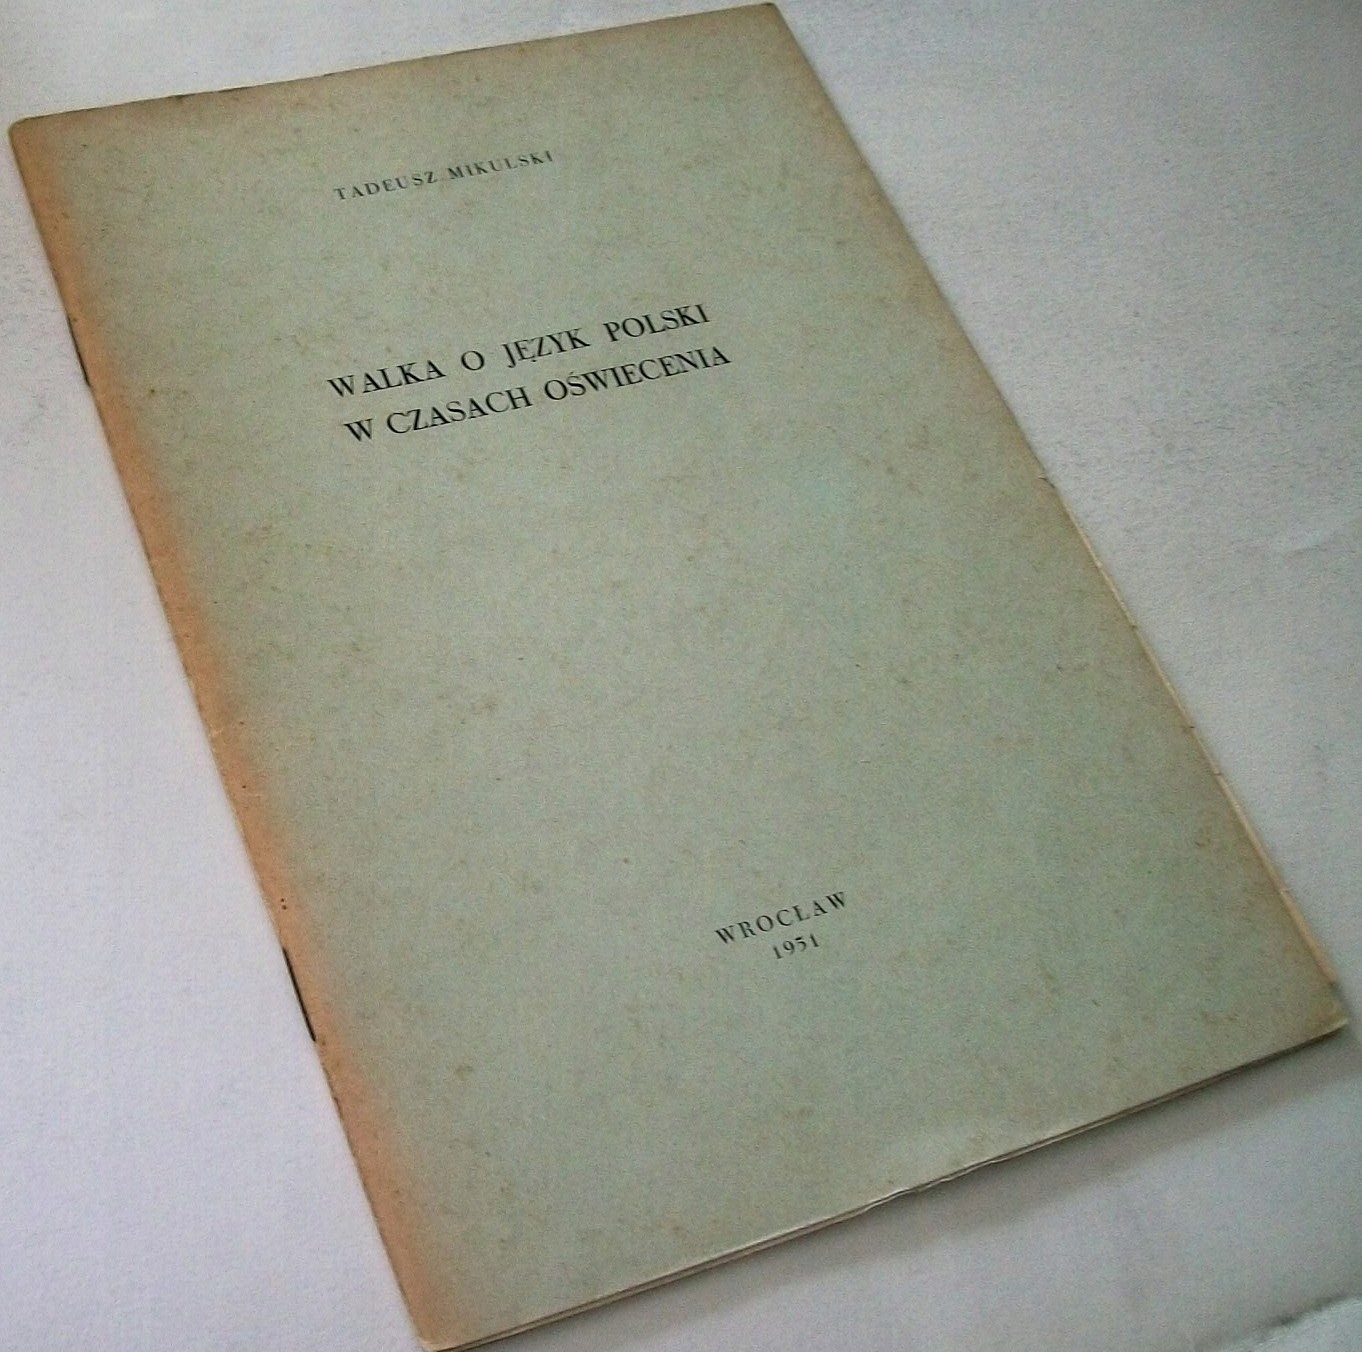 TADEUSZ MIKULSKI
WALKA O JĘZYK POLSKI
W CZASACH OŚWIECENIA
WROCŁAW
1951